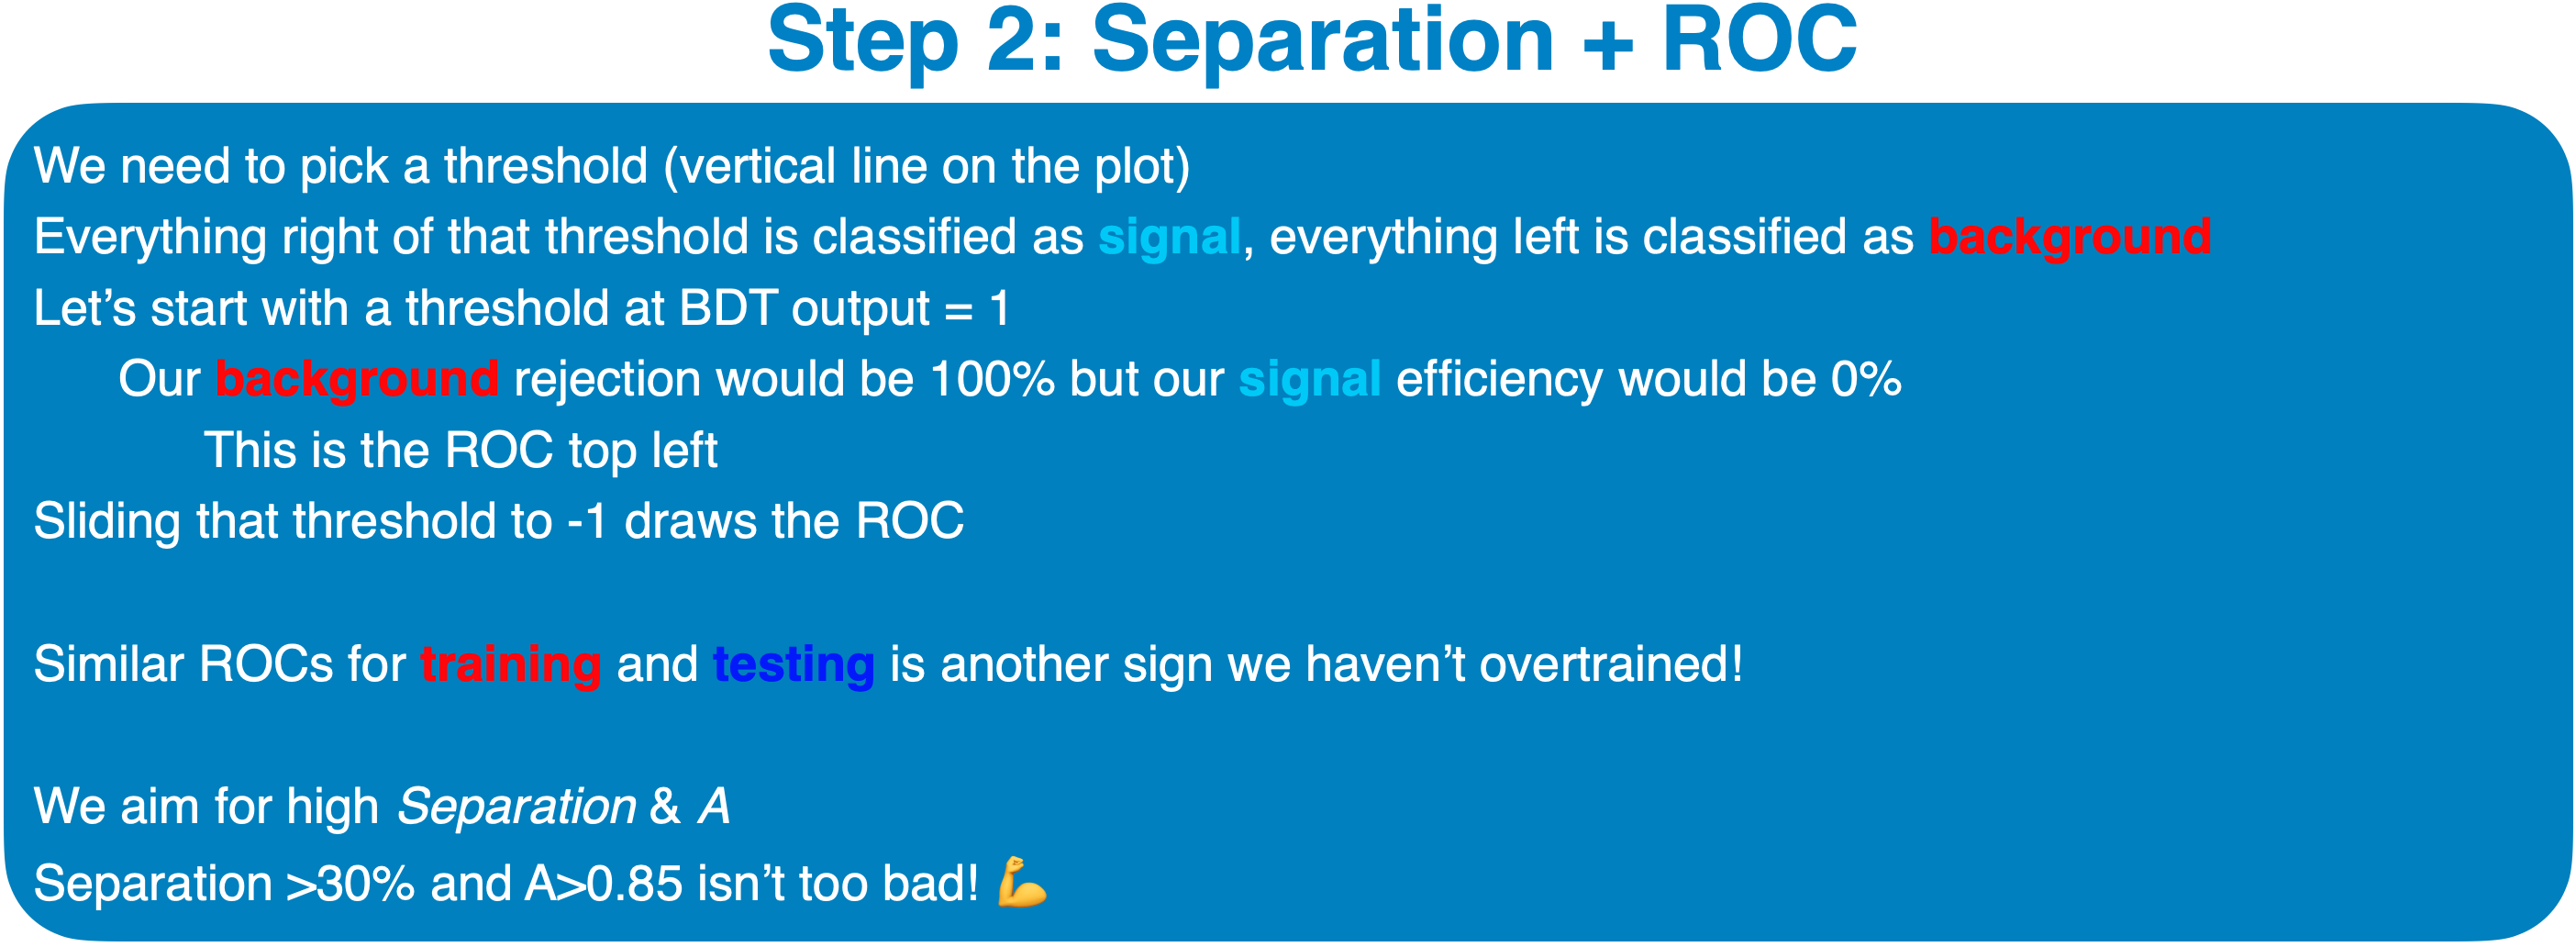 Step 2: Separation + ROC
We need to pick a threshold (vertical line on the plot)
Everything right of that threshold is classified as signal, everything left is classified as background
Let’s start with a threshold at BDT output = 1
Our background rejection would be 100% but our signal efficiency would be 0%
This is the ROC top left
Sliding that threshold to -1 draws the ROC
Similar ROCs for training and testing is another sign we haven’t overtrained!
We aim for high Separation & A
Separation >30% and A>0.85 isn’t too bad! 💪